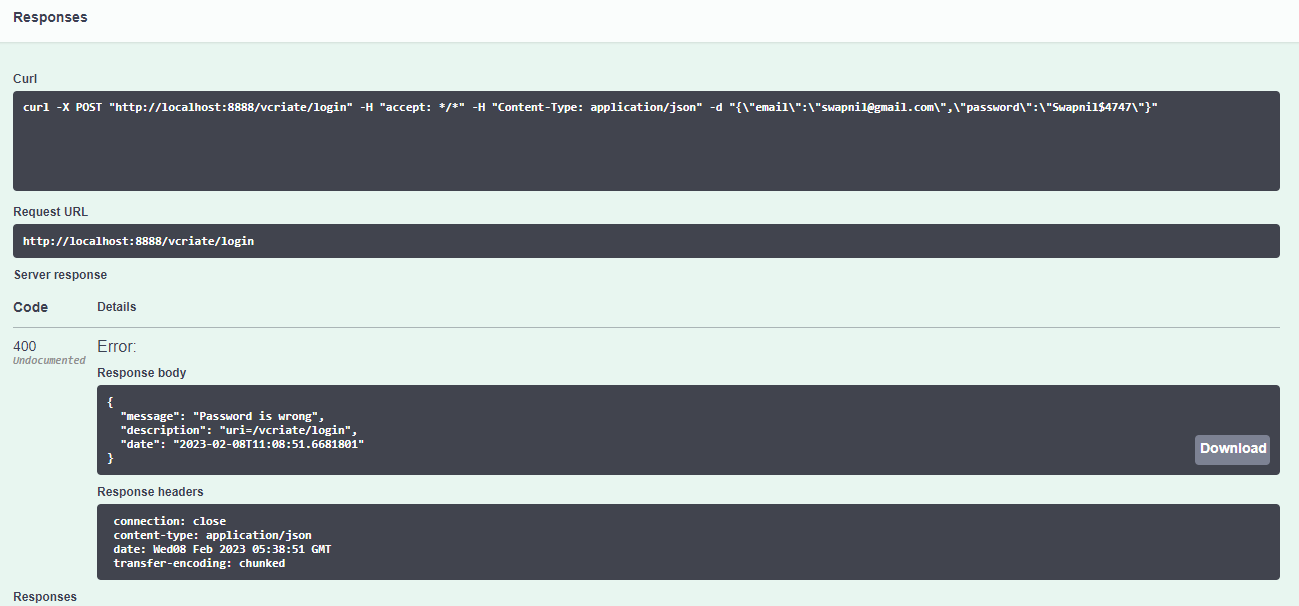 Responses
Curl
curl -X POST "http://localhost:8888/vcriate/login" -H "accept: */*" -H "Content-Type: application/json" -d "{\"email\":\"swapnil@gmail.com\",\"password\":\"Swapnil$4747\"}"
Request URL
http://localhost:8888/vcriate/login
Server response
Code Details
400 Error:
Undocumented
Response body
{
"message": "Password is wrong",
"description": "uri=/vcriate/login",
"date": "2023-02-08T11:08:51.6681801"
}
Download
Response headers
connection: close
content-type: application/json
date: Wed08 Feb 2023 05:38:51 GMT
transfer-encoding: chunked
Responses